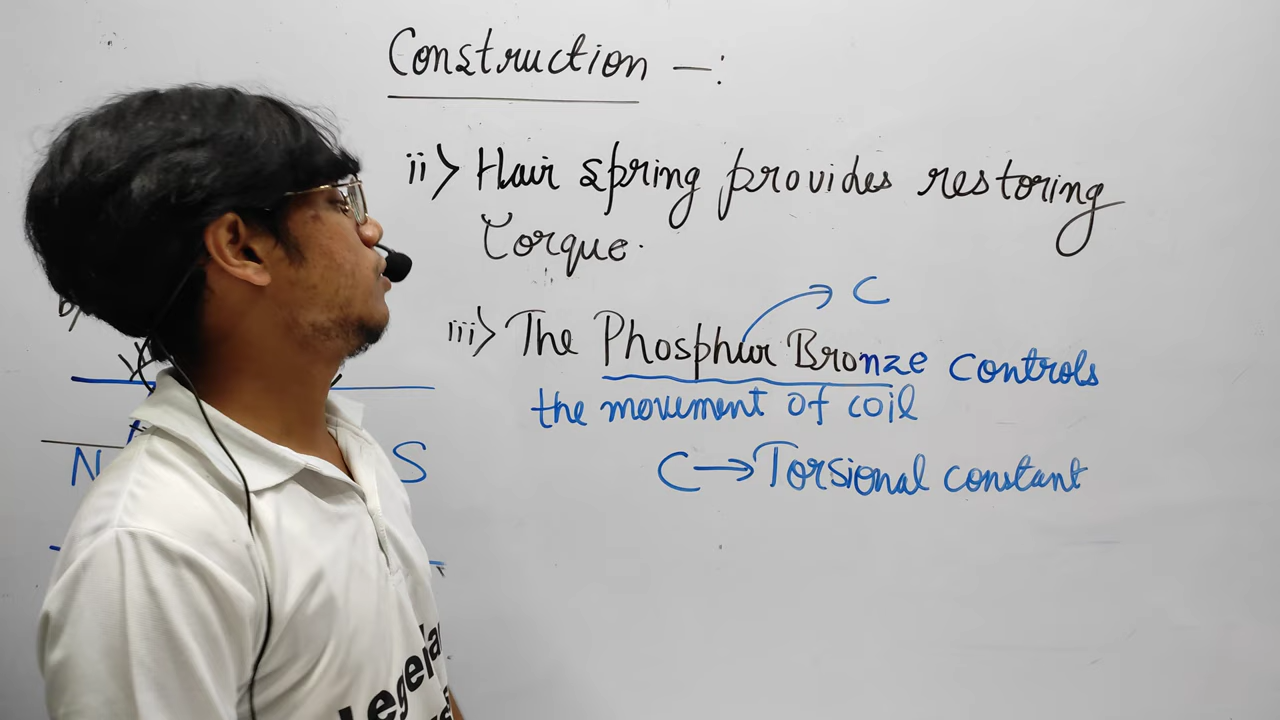 Construction —:
ii> Hair spring provides restoring
Torque.
C
iii> The Phosphur Bronze controls
the movement of coil
N S
C → Torsional constant